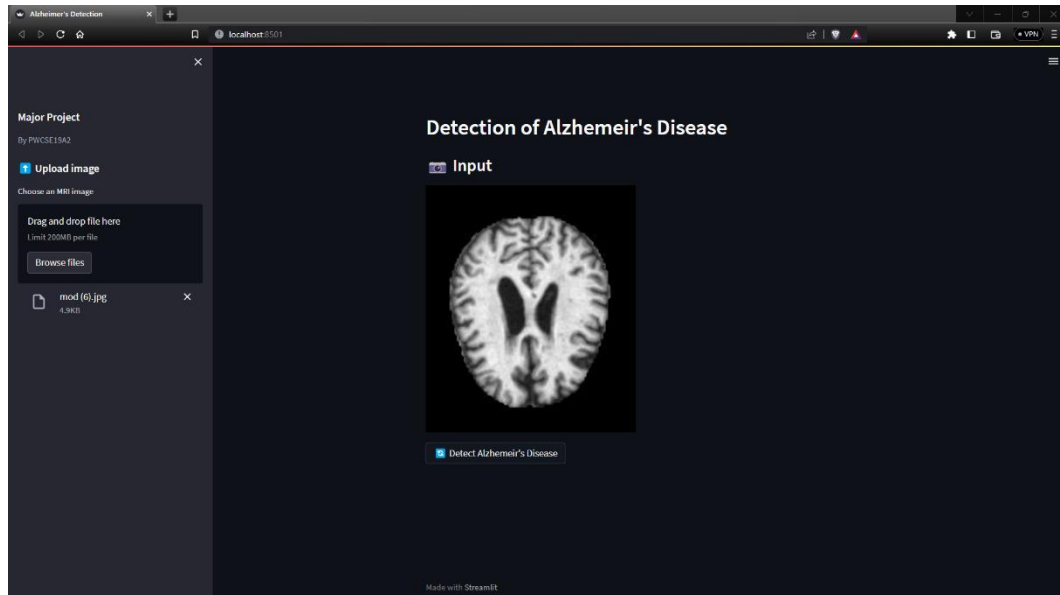 Alzheimer's Detection
localhost:8501
VPN
Major Project
By PWCSE19A2
Upload image
Choose an MRI image
Drag and drop file here
Limit 200MB per file
Browse files
mod (6).jpg
4.9KB
Detection of Alzhemeir's Disease
Input
Detect Alzhemeir's Disease
Made with Streamlit